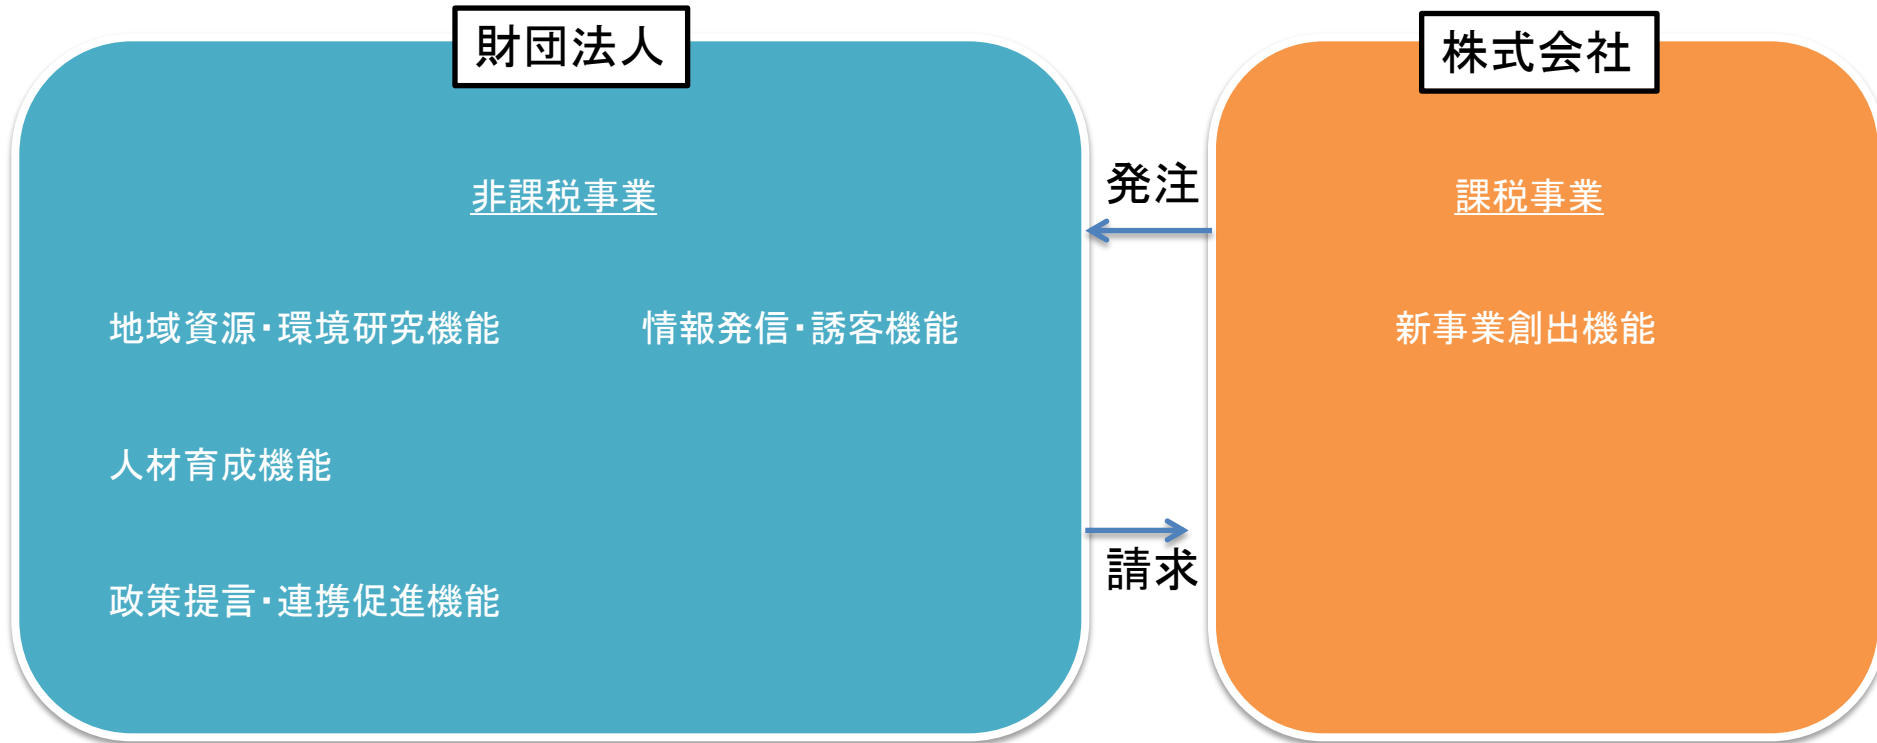 財団法人
非課税事業
地域資源・環境研究機能
情報発信・誘客機能
人材育成機能
政策提言・連携促進機能
発注
請求
株式会社
課税事業
新事業創出機能